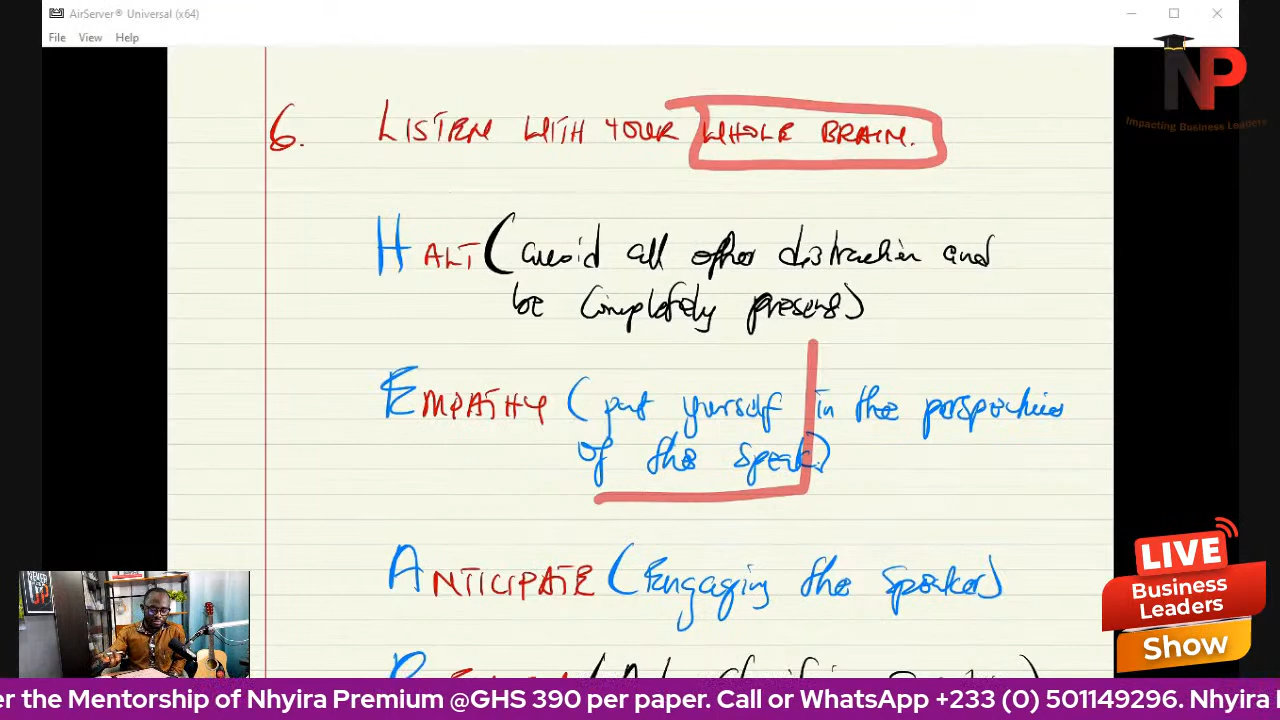 AirServer® Universal (x64)
File View Help
NP
Impacting Business Leaders
6. LISTEN WITH YOUR WHOLE BRAIN.
HALT (avoid all other distraction and
be completely present)
EMPATHY (put yourself in the perspective
of the speaker)
ANTICIPATE (Engaging the speaker)
LIVE
Business
Leaders
Show
er the Mentorship of Nhyira Premium @GHS 390 per paper. Call or WhatsApp +233 (0) 501149296. Nhyira